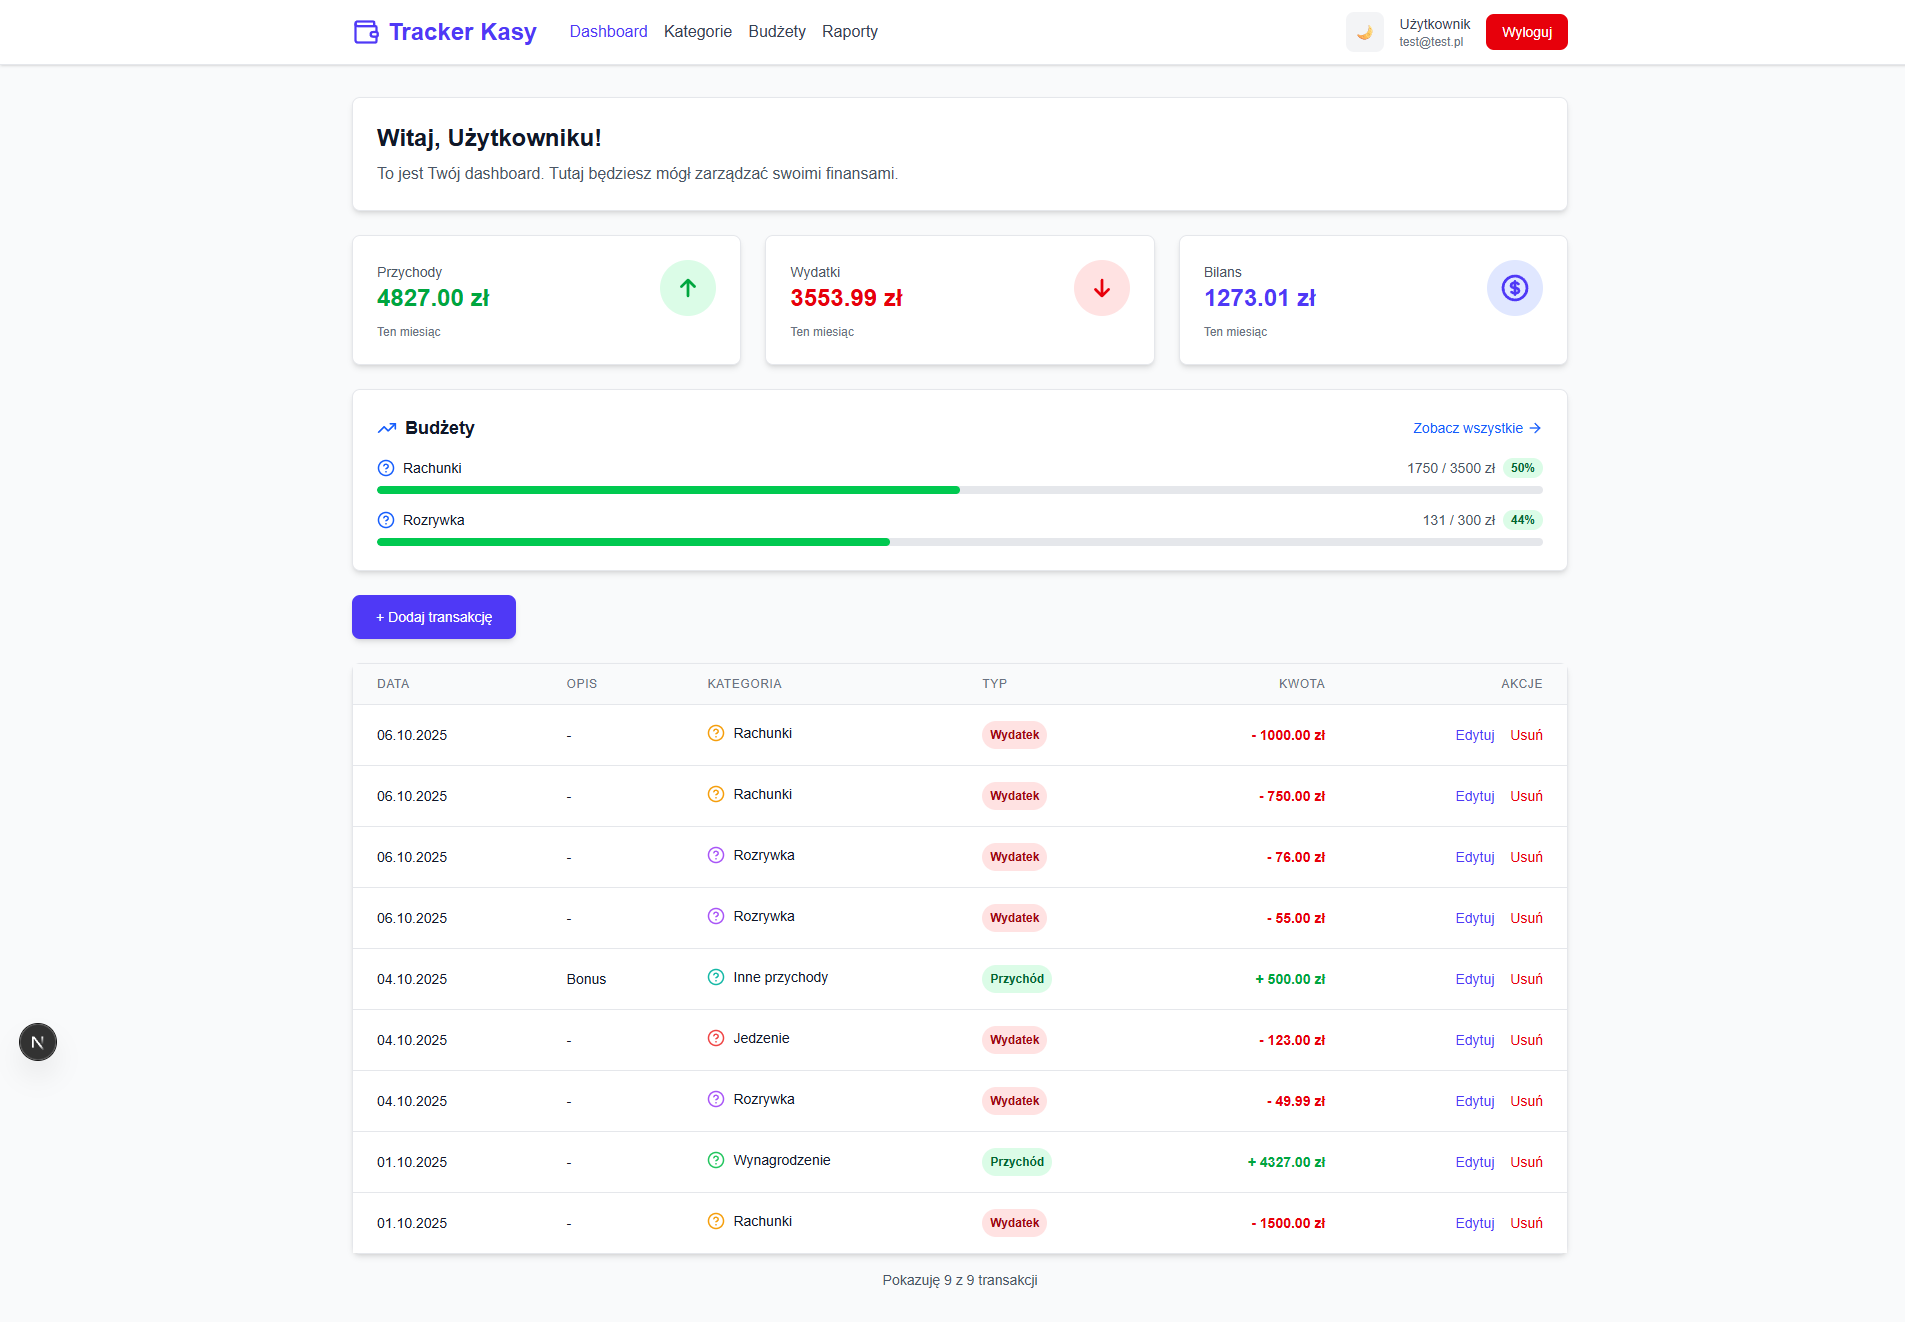 Tracker Kasy Dashboard Kategorie Budżety Raporty Użytkownik Wyloguj
test@test.pl
Witaj, Użytkowniku!
To jest Twój dashboard. Tutaj będziesz mógł zarządzać swoimi finansami.
Przychody
4827.00 zł
Ten miesiąc
Wydatki
3553.99 zł
Ten miesiąc
Bilans
1273.01 zł
Ten miesiąc
Budżety Zobacz wszystkie →
Rachunki 1750 / 3500 zł 50%
Rozrywka 131 / 300 zł 44%
+ Dodaj transakcję
DATA OPIS KATEGORIA TYP KWOTA AKCJE
06.10.2025 - Rachunki Wydatek - 1000.00 zł Edytuj Usuń
06.10.2025 - Rachunki Wydatek - 750.00 zł Edytuj Usuń
06.10.2025 - Rozrywka Wydatek - 76.00 zł Edytuj Usuń
06.10.2025 - Rozrywka Wydatek - 55.00 zł Edytuj Usuń
04.10.2025 Bonus Inne przychody Przychód + 500.00 zł Edytuj Usuń
04.10.2025 - Jedzenie Wydatek - 123.00 zł Edytuj Usuń
04.10.2025 - Rozrywka Wydatek - 49.99 zł Edytuj Usuń
01.10.2025 - Wynagrodzenie Przychód + 4327.00 zł Edytuj Usuń
01.10.2025 - Rachunki Wydatek - 1500.00 zł Edytuj Usuń
N
Pokazuję 9 z 9 transakcji